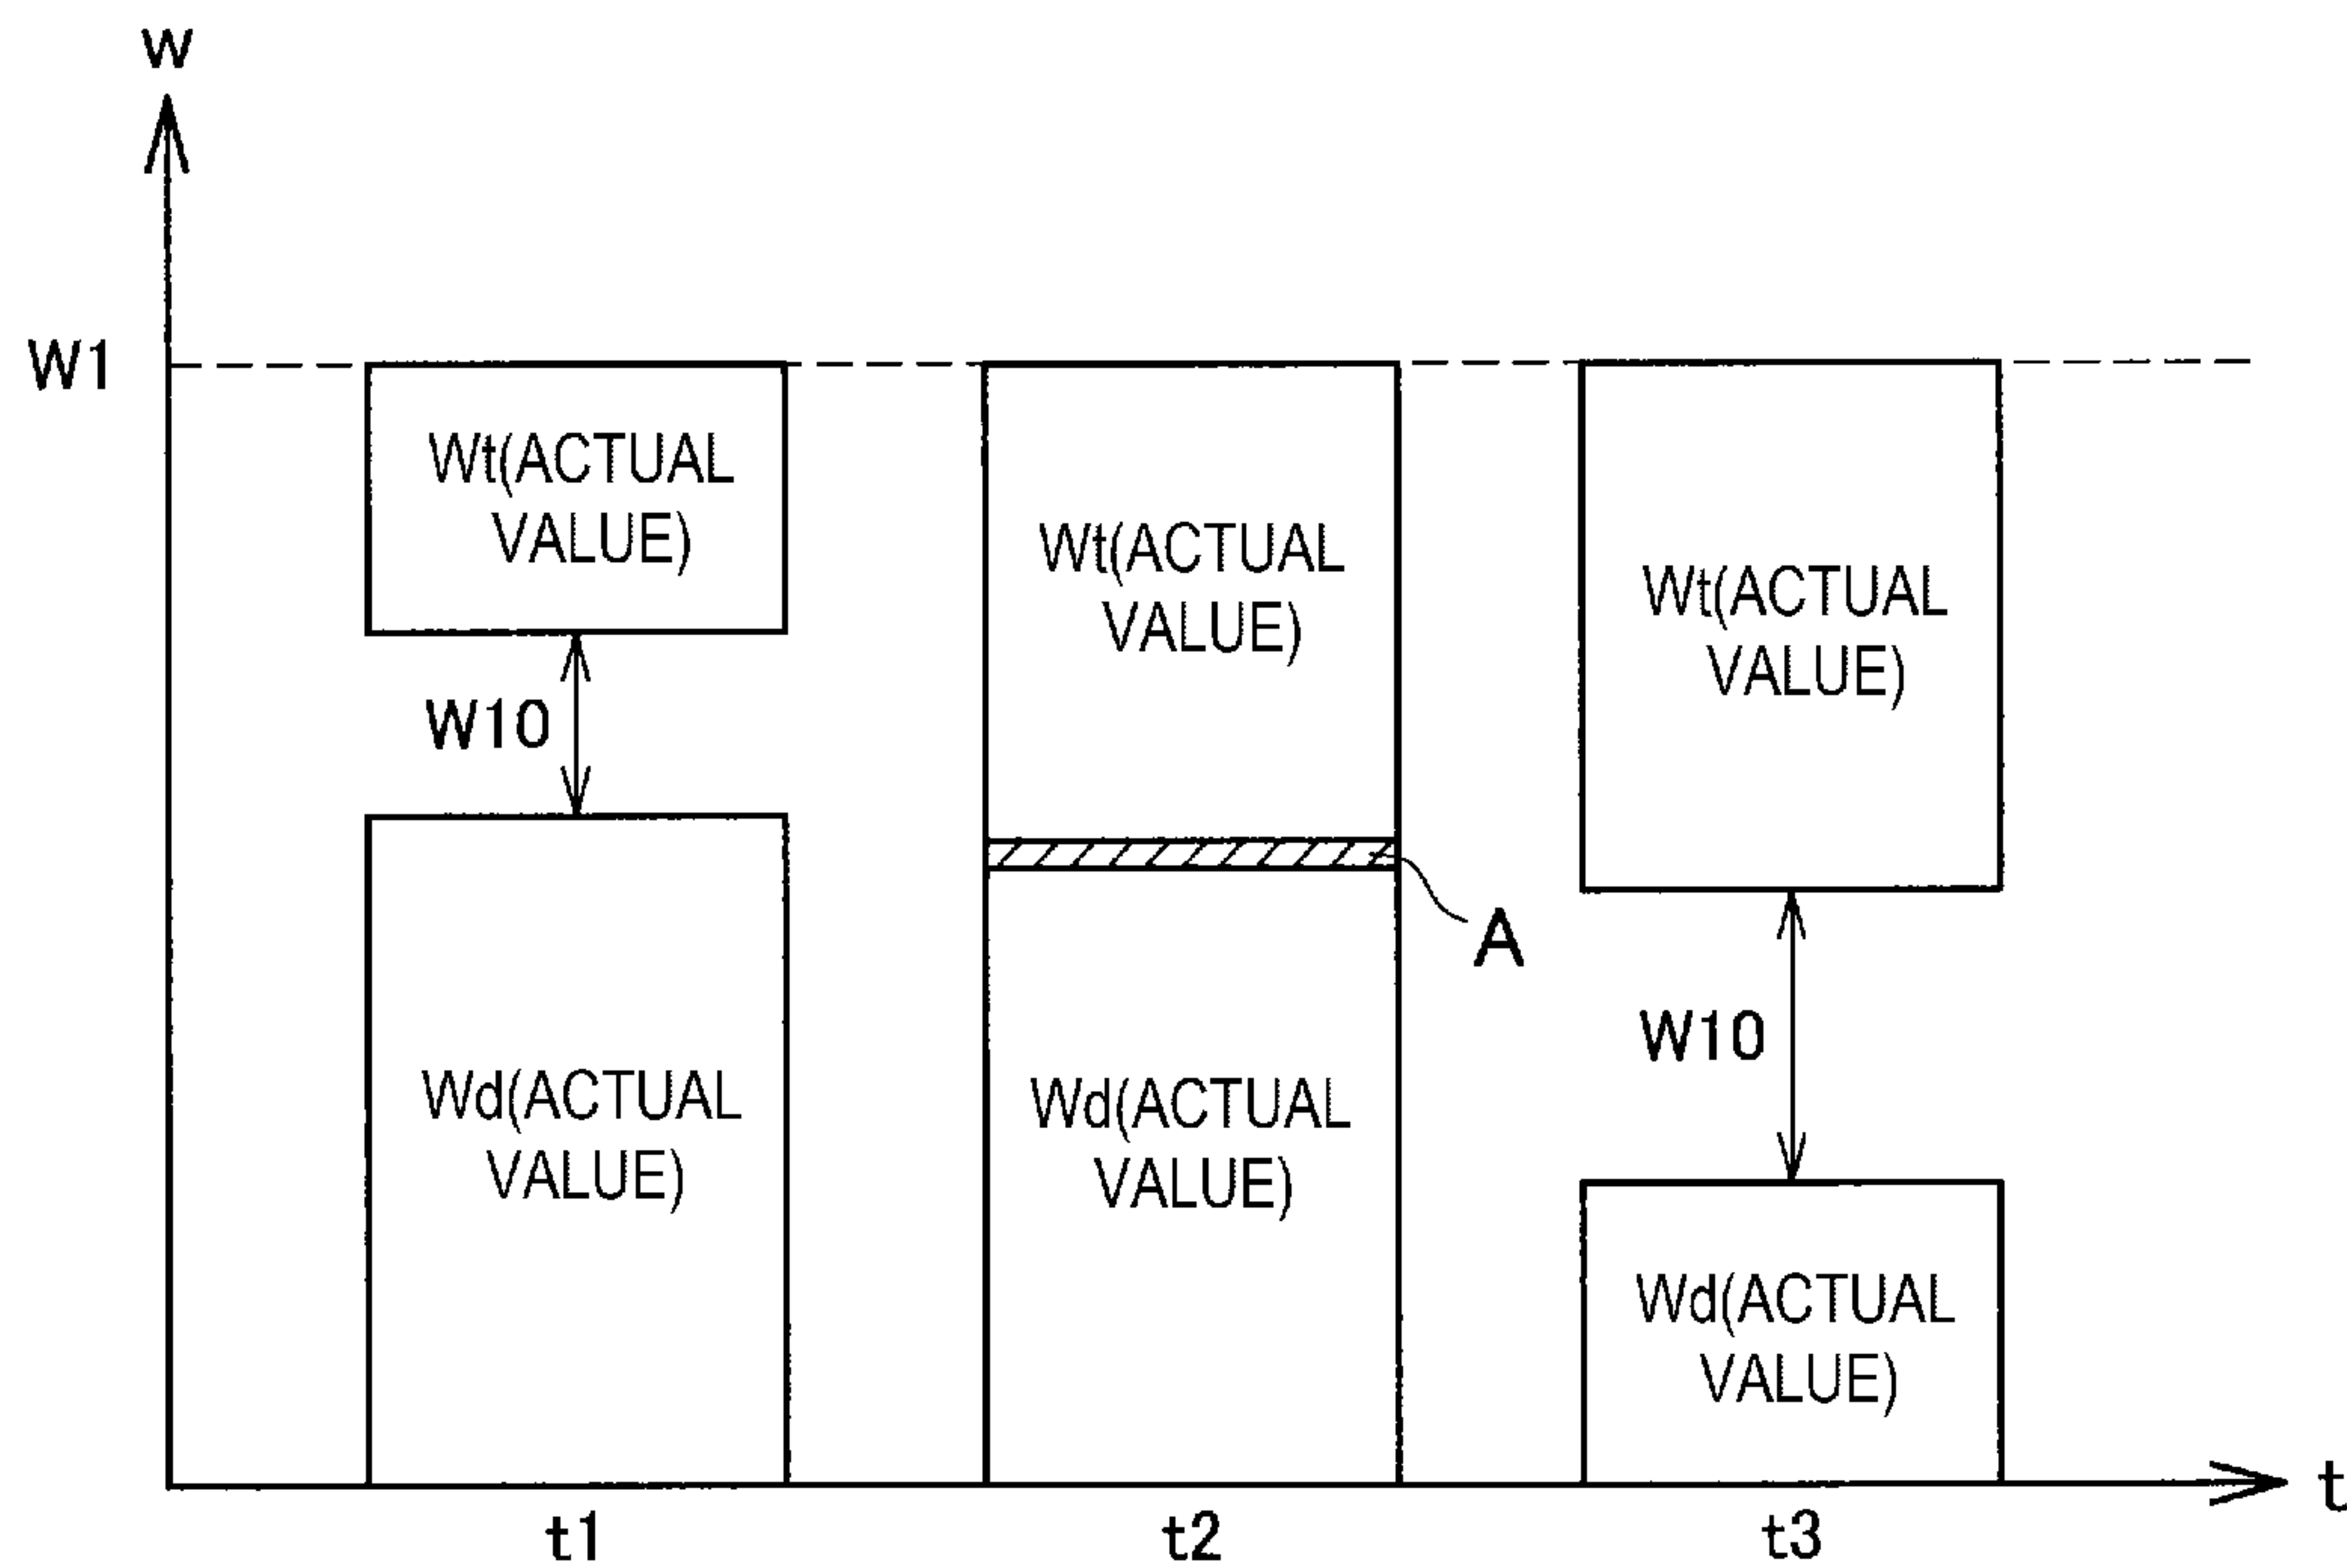 w
W1
Wt(ACTUAL
VALUE)
W10
Wd(ACTUAL
VALUE)
Wt(ACTUAL
VALUE)
A
Wd(ACTUAL
VALUE)
Wt(ACTUAL
VALUE)
W10
Wd(ACTUAL
VALUE)
t1
t2
t3
t